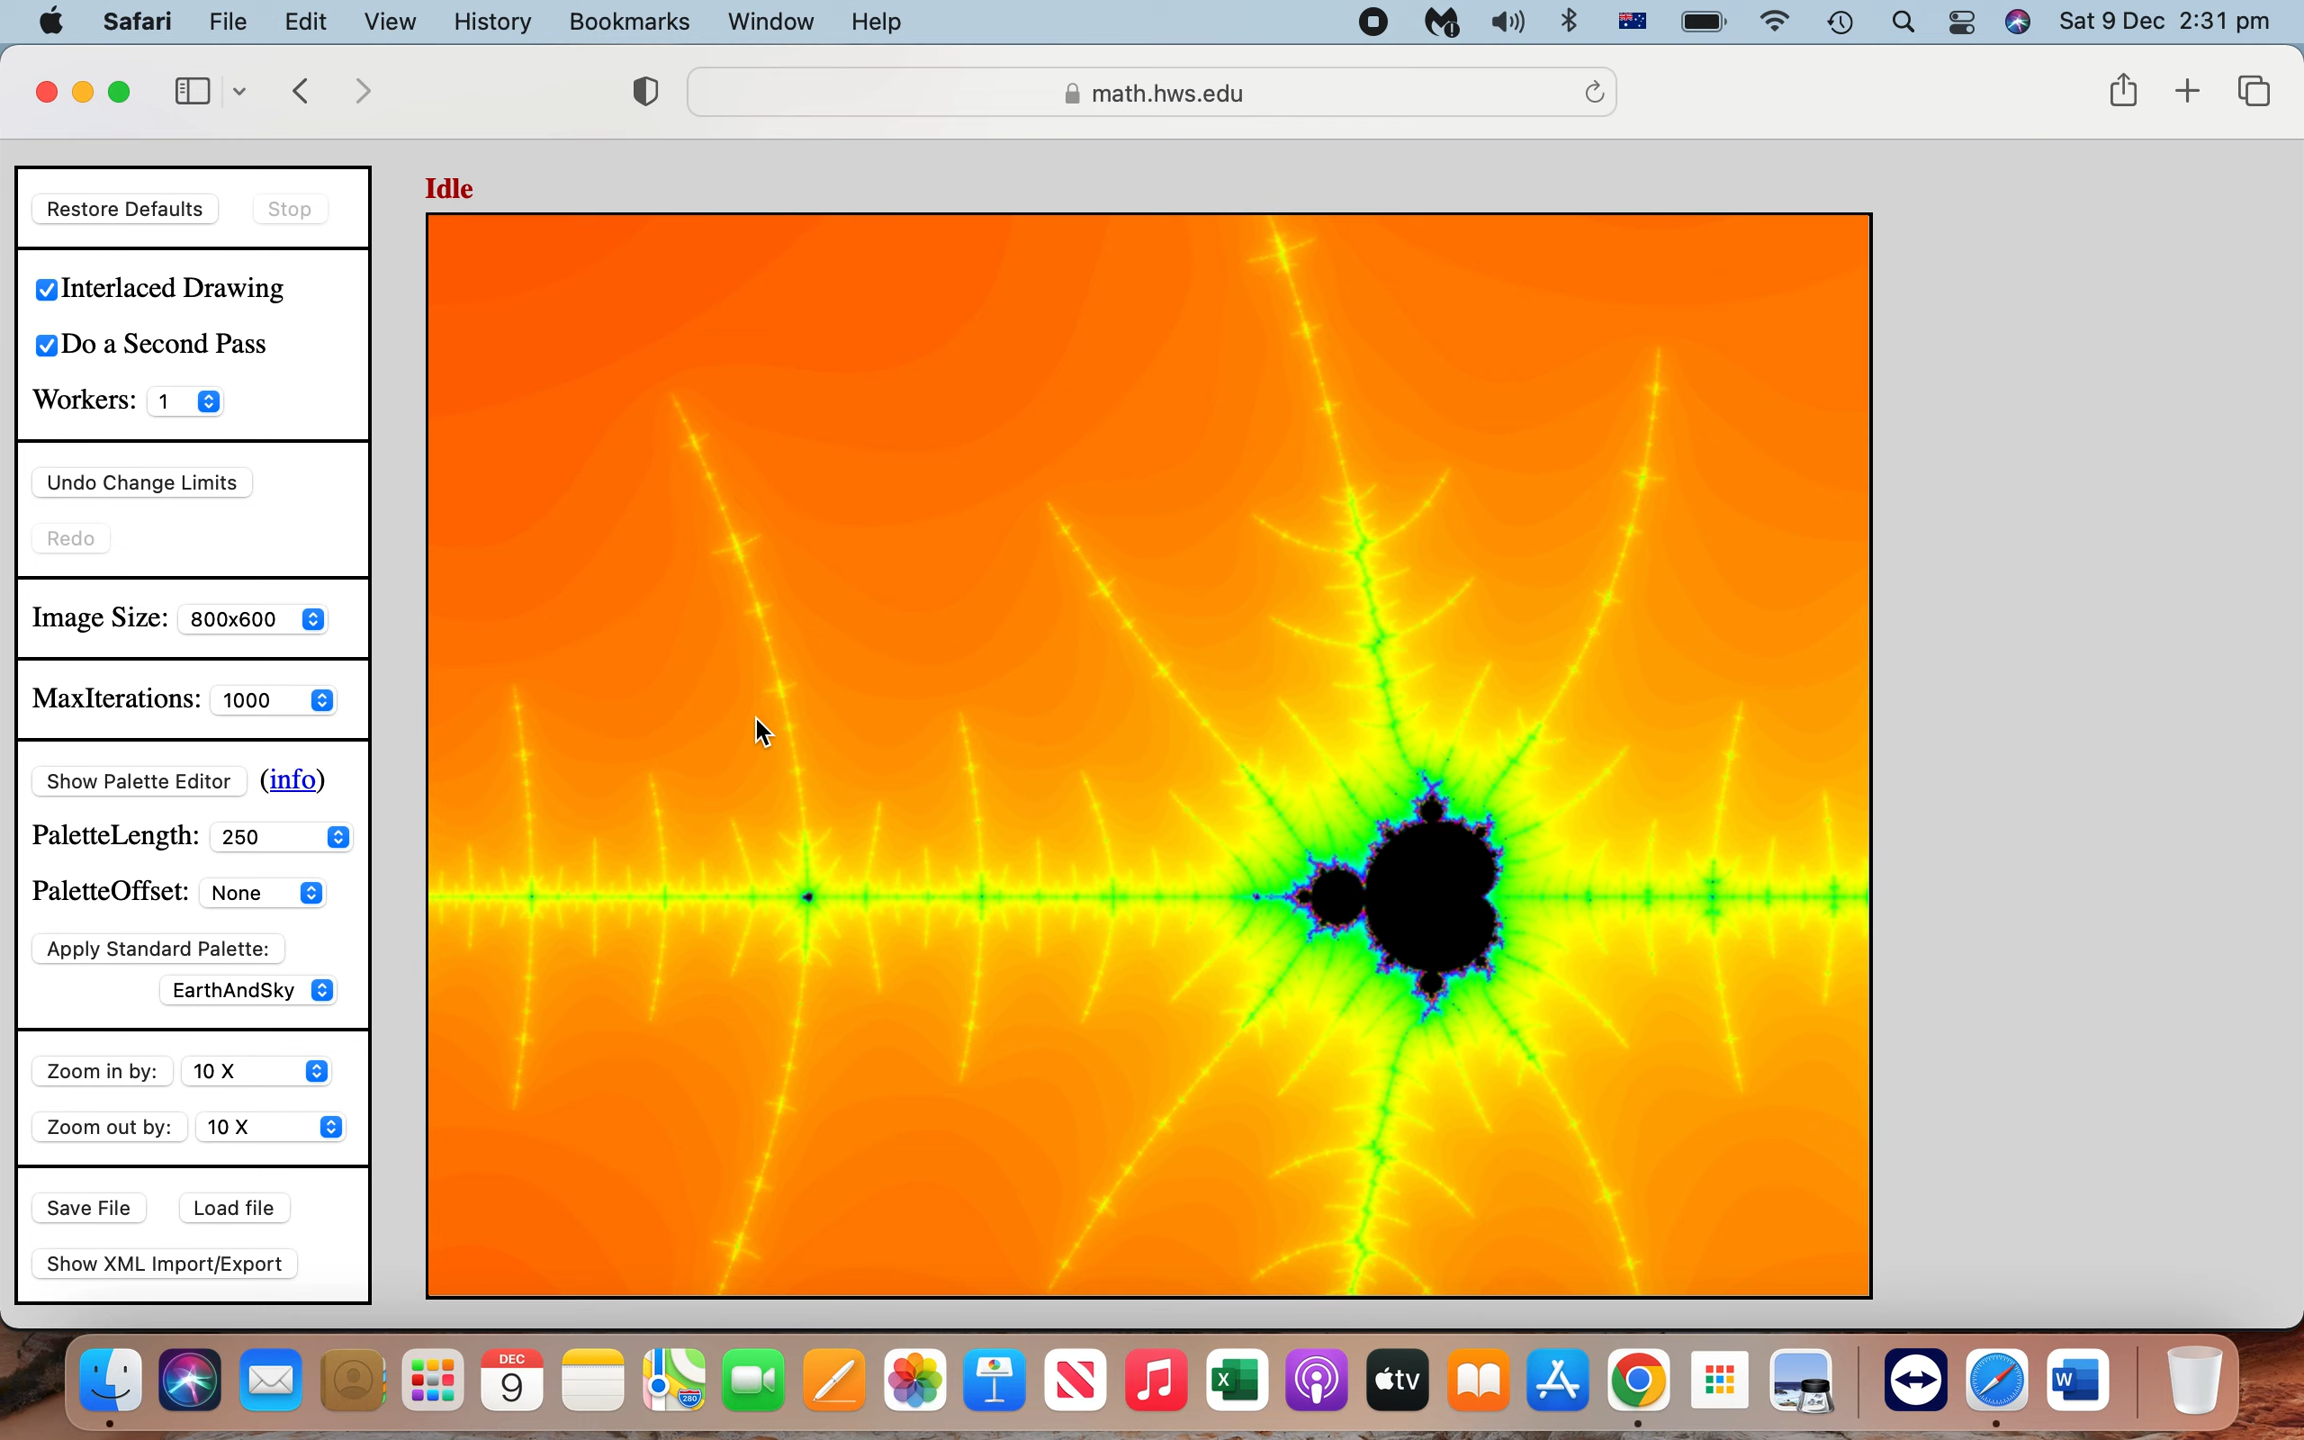 Safari File Edit View History Bookmarks Window Help Sat 9 Dec 2:31 pm
math.hws.edu
Idle
Restore Defaults Stop
Interlaced Drawing
Do a Second Pass
Workers: 1
Undo Change Limits
Redo
Image Size: 800x600
MaxIterations: 1000
Show Palette Editor (info)
PaletteLength: 250
PaletteOffset: None
Apply Standard Palette:
EarthAndSky
Zoom in by: 10 X
Zoom out by: 10 X
Save File Load file
Show XML Import/Export
DEC
9
280
X
tv
W